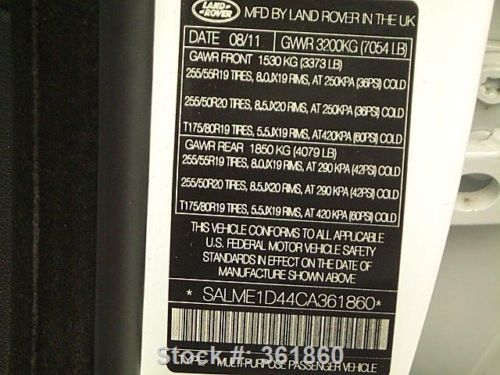 LAND ROVER
MFD BY LAND ROVER IN THE UK
DATE 08/11 GVWR 3200KG (7054 LB)
GAWR FRONT 1530 KG (3373 LB)
255/55R19 TIRES, 8.0JX19 RIMS, AT 250KPA (36PSI) COLD
255/50R20 TIRES, 8.5JX20 RIMS, AT 250KPA (36PSI) COLD
T175/80R19 TIRES, 5.5JX19 RIMS, AT420KPA (60PSI) COLD
GAWR REAR 1850 KG (4079 LB)
255/55R19 TIRES, 8.0JX19 RIMS, AT 290 KPA (42PSI) COLD
255/50R20 TIRES, 8.5JX20 RIMS, AT 290 KPA (42PSI) COLD
T175/80R19 TIRES, 5.5JX19 RIMS, AT 420 KPA (60PSI) COLD
THIS VEHICLE CONFORMS TO ALL APPLICABLE
U.S. FEDERAL MOTOR VEHICLE SAFETY
STANDARDS IN EFFECT ON THE DATE OF
MANUFACTURE SHOWN ABOVE.
* SALME1D44CA361860 *
Stock #: 361860
TYPE: MULTI-PURPOSE PASSENGER VEHICLE